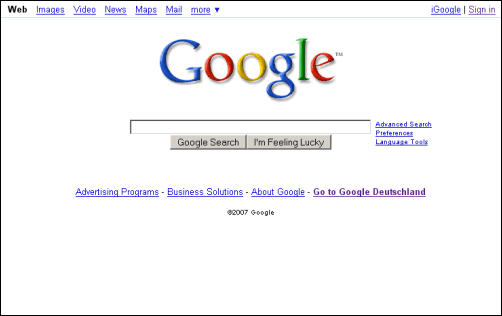 Web Images Video News Maps Mail more ▼ iGoogle | Sign in
Google™
Advanced Search
Preferences
Language Tools
Google Search I'm Feeling Lucky
Advertising Programs - Business Solutions - About Google - Go to Google Deutschland
©2007 Google